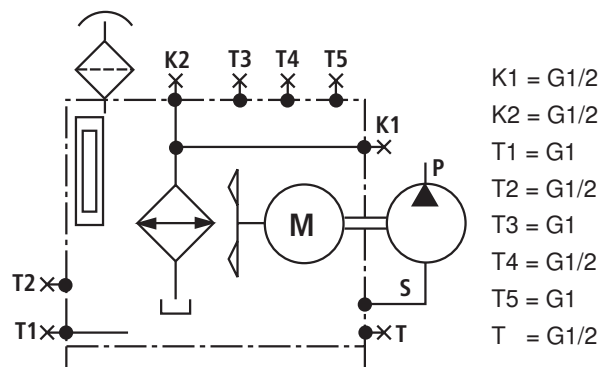 K2 T3 T4 T5
K1
P
M
T2
S
T1
T
K1 = G1/2
K2 = G1/2
T1 = G1
T2 = G1/2
T3 = G1
T4 = G1/2
T5 = G1
T = G1/2